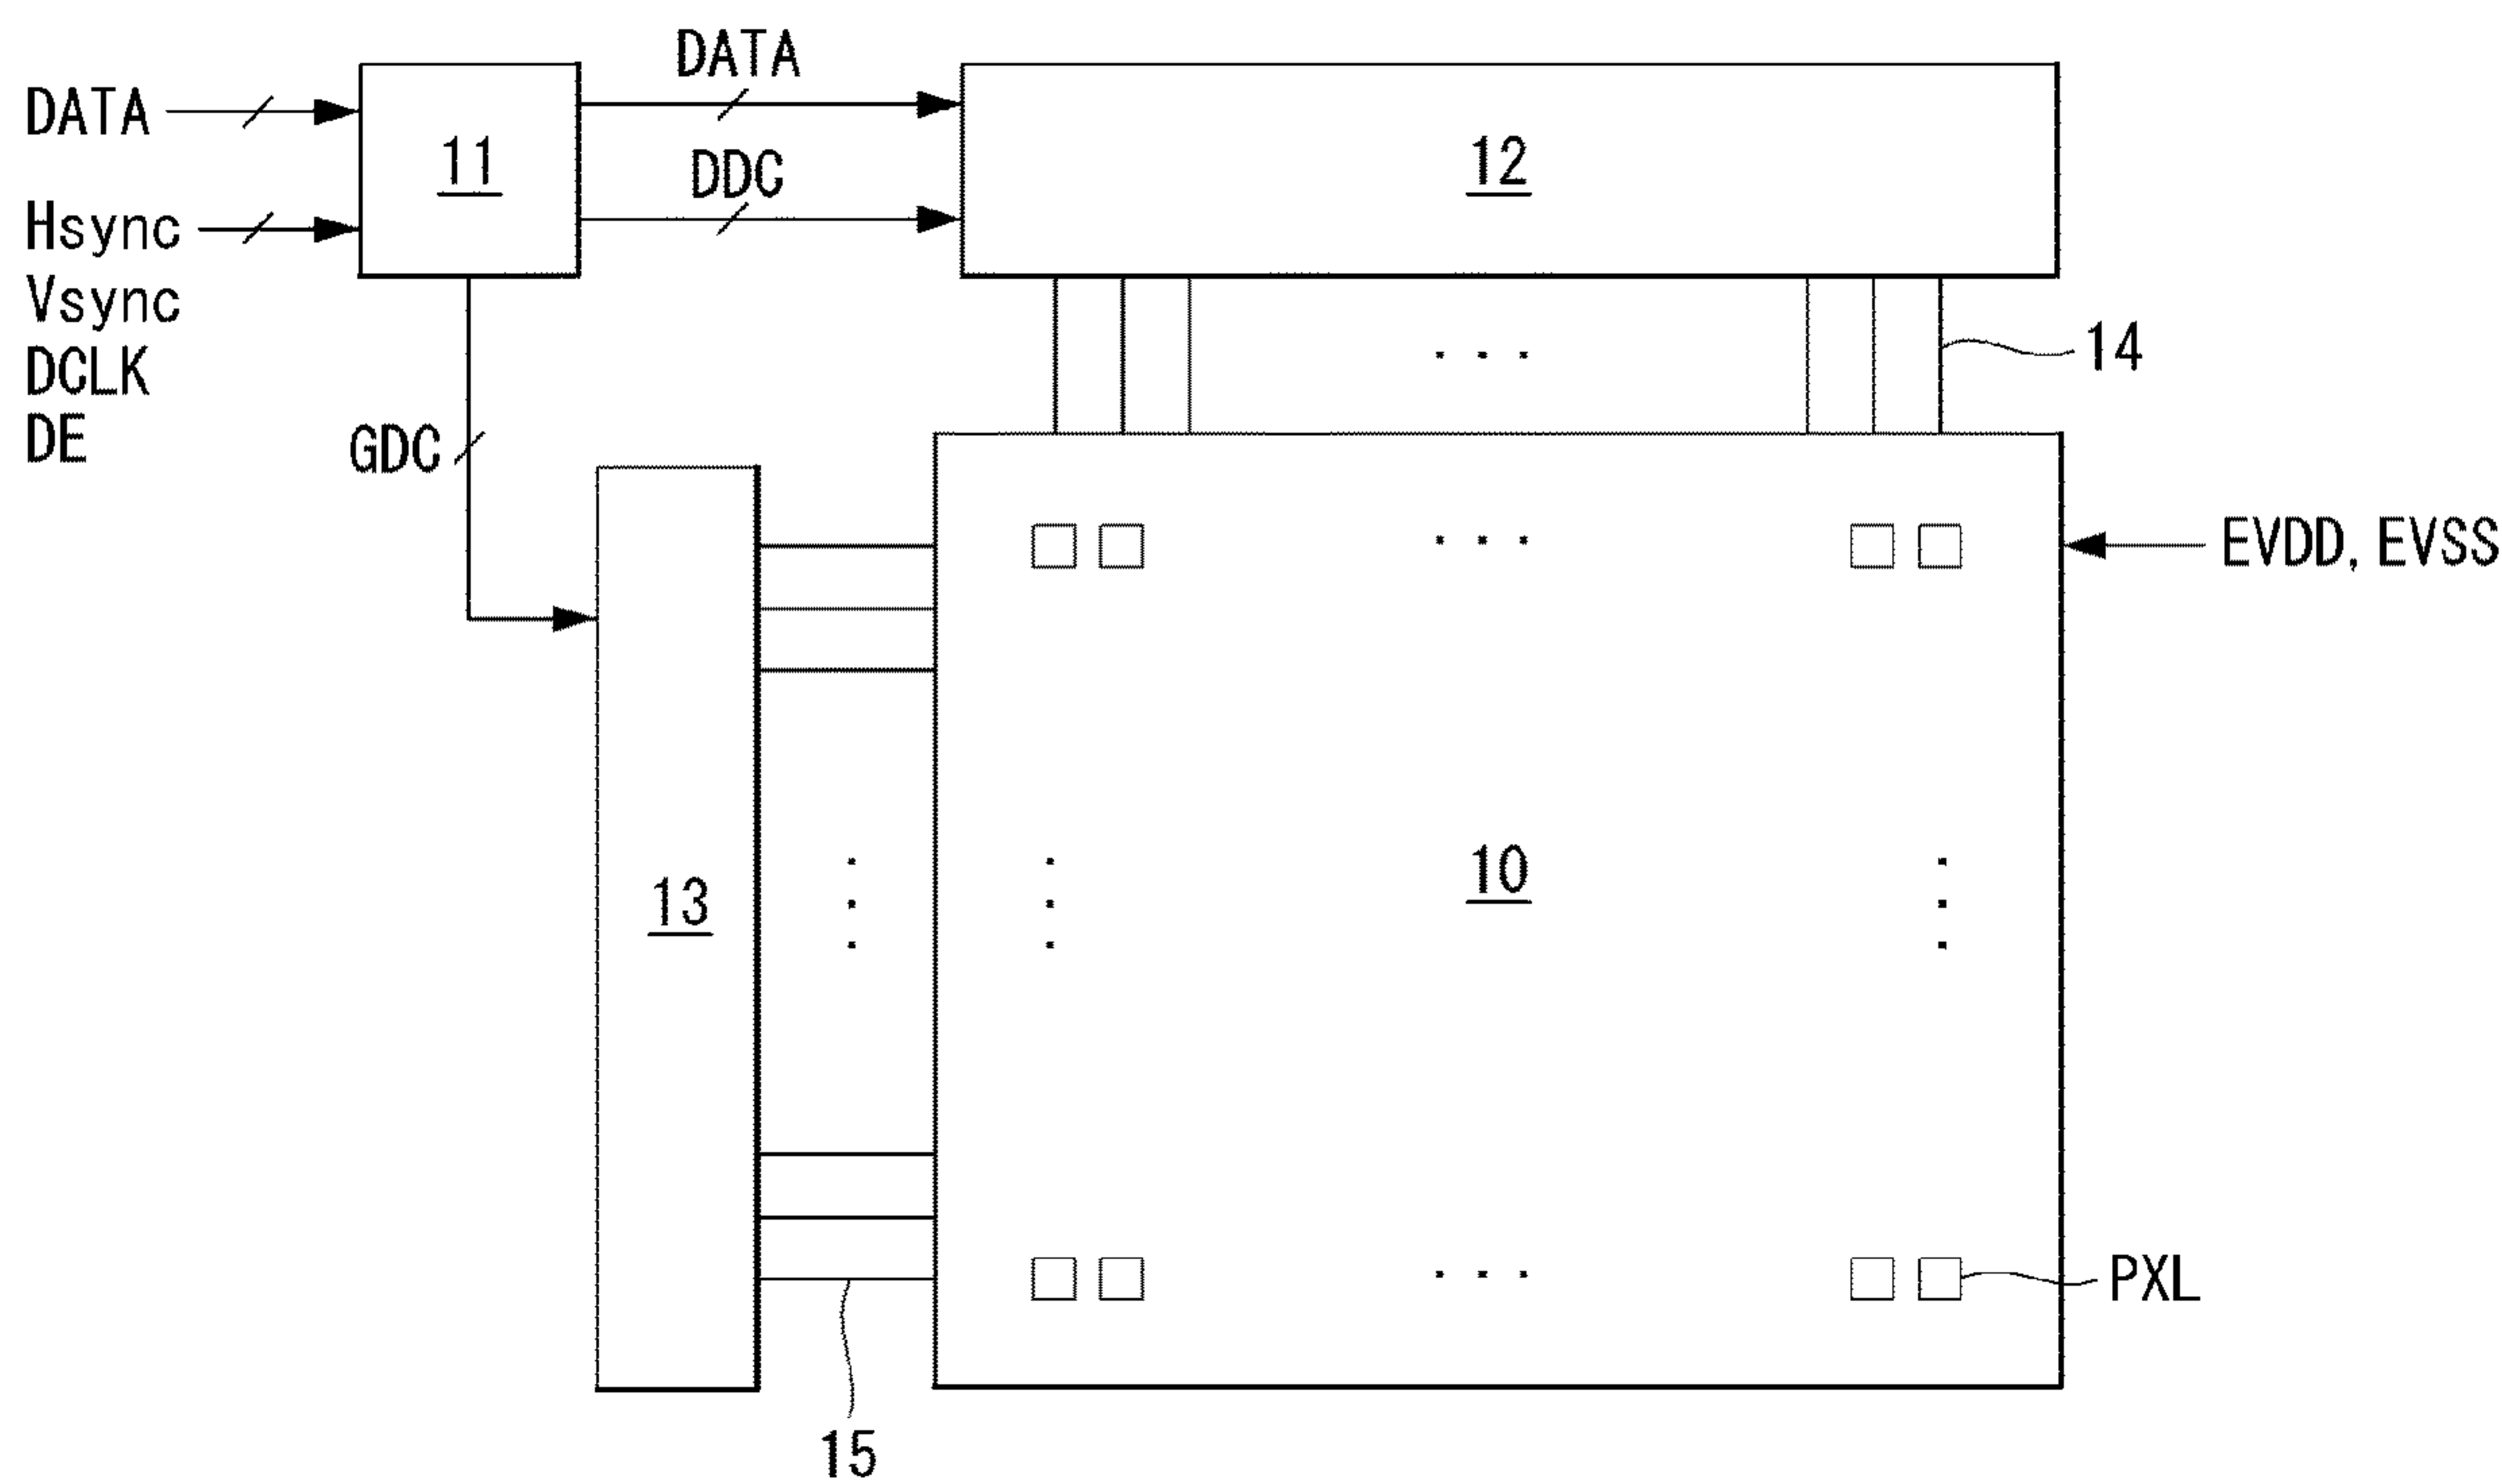 DATA
DATA
11
12
DDC
Hsync
Vsync
DCLK
DE
14
GDC
EVDD, EVSS
10
13
PXL
15